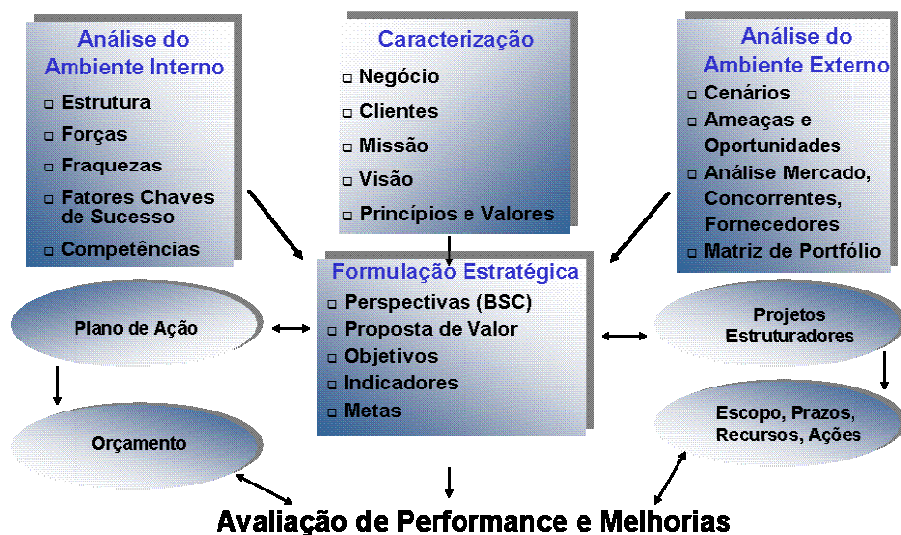 Análise do
Ambiente Interno
Estrutura
Forças
Fraquezas
Fatores Chaves
de Sucesso
Competências
Caracterização
Negócio
Clientes
Missão
Visão
Princípios e Valores
Análise do
Ambiente Externo
Cenários
Ameaças e
Oportunidades
Análise Mercado,
Concorrentes,
Fornecedores
Matriz de Portfólio
Formulação Estratégica
Perspectivas (BSC)
Proposta de Valor
Objetivos
Indicadores
Metas
Plano de Ação
Orçamento
Projetos
Estruturadores
Escopo, Prazos,
Recursos, Ações
Avaliação de Performance e Melhorias